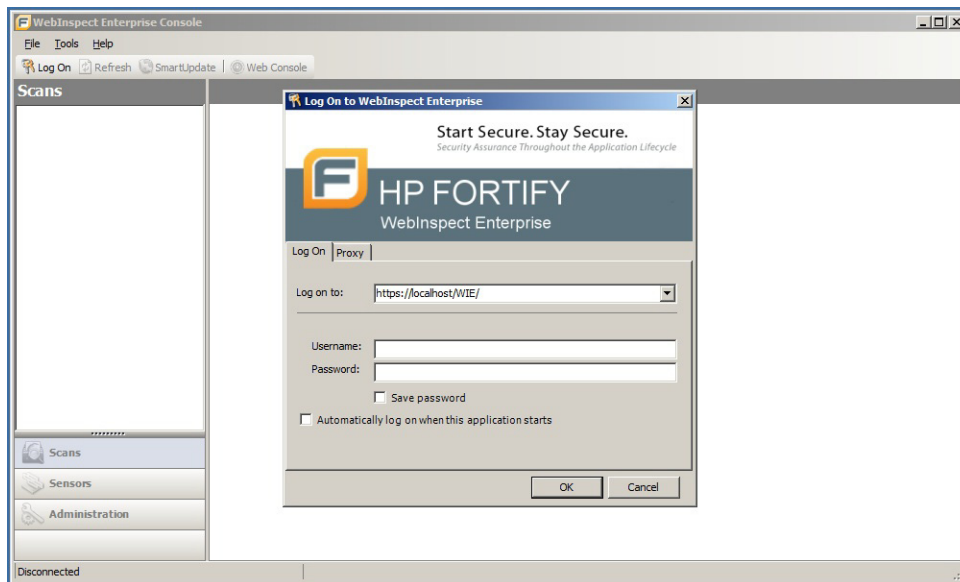 WebInspect Enterprise Console
File Tools Help
Log On Refresh SmartUpdate Web Console
Scans
Log On to WebInspect Enterprise
Start Secure. Stay Secure.
Security Assurance Throughout the Application Lifecycle
HP FORTIFY
WebInspect Enterprise
Log On Proxy
Log on to: https://localhost/WIE/
Username:
Password:
Save password
Automatically log on when this application starts
OK Cancel
Scans
Sensors
Administration
Disconnected